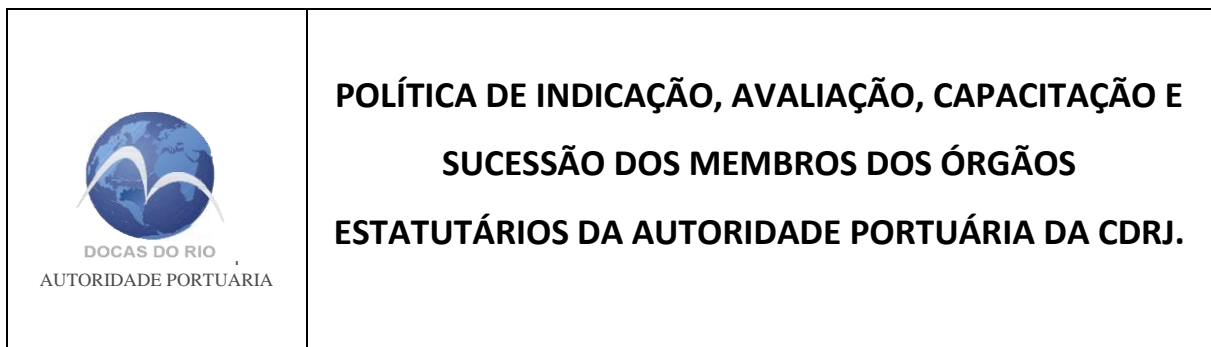 DOCAS DO RIO
AUTORIDADE PORTUARIA
POLÍTICA DE INDICAÇÃO, AVALIAÇÃO, CAPACITAÇÃO E
SUCESSÃO DOS MEMBROS DOS ÓRGÃOS
ESTATUTÁRIOS DA AUTORIDADE PORTUÁRIA DA CDRJ.